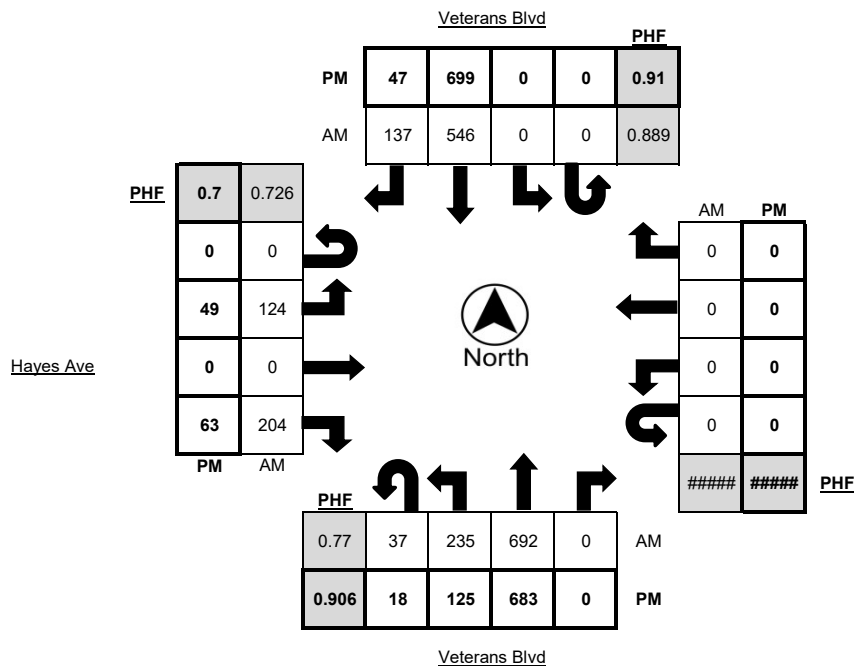 Veterans Blvd
PHF
PM 47 699 0 0 0.91
AM 137 546 0 0 0.889
PHF 0.7 0.726
AM PM
0 0
0 0
49 124
0 0
North
Hayes Ave
0 0
0 0
63 204
0 0
PM AM
##### ##### PHF
PHF
0.77 37 235 692 0 AM
0.906 18 125 683 0 PM
Veterans Blvd